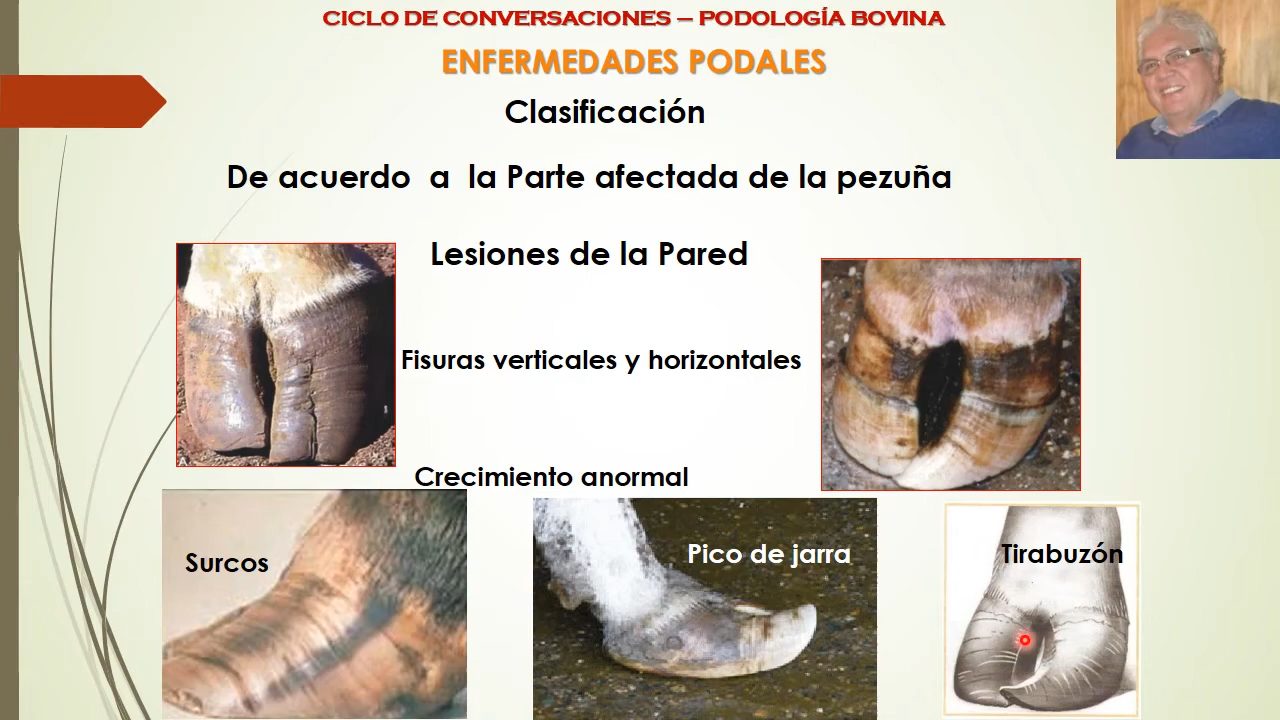 CICLO DE CONVERSACIONES – PODOLOGÍA BOVINA
ENFERMEDADES PODALES
Clasificación
De acuerdo a la Parte afectada de la pezuña
Lesiones de la Pared
Fisuras verticales y horizontales
A
Crecimiento anormal
Surcos
Pico de jarra
Tirabuzón